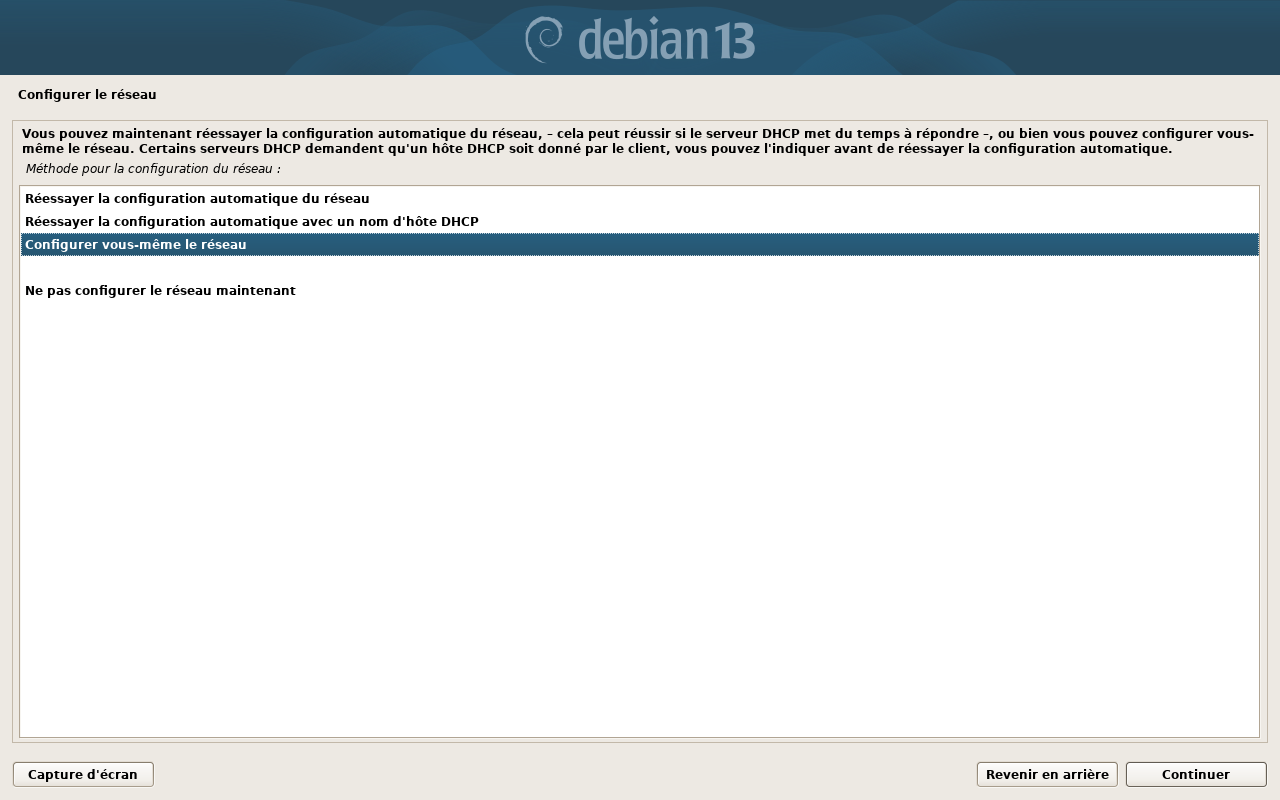 debian 13
Configurer le réseau
Vous pouvez maintenant réessayer la configuration automatique du réseau, – cela peut réussir si le serveur DHCP met du temps à répondre –, ou bien vous pouvez configurer vous-
même le réseau. Certains serveurs DHCP demandent qu'un hôte DHCP soit donné par le client, vous pouvez l'indiquer avant de réessayer la configuration automatique.
Méthode pour la configuration du réseau :
Réessayer la configuration automatique du réseau
Réessayer la configuration automatique avec un nom d'hôte DHCP
Configurer vous-même le réseau
Ne pas configurer le réseau maintenant
Capture d'écran
Revenir en arrière
Continuer